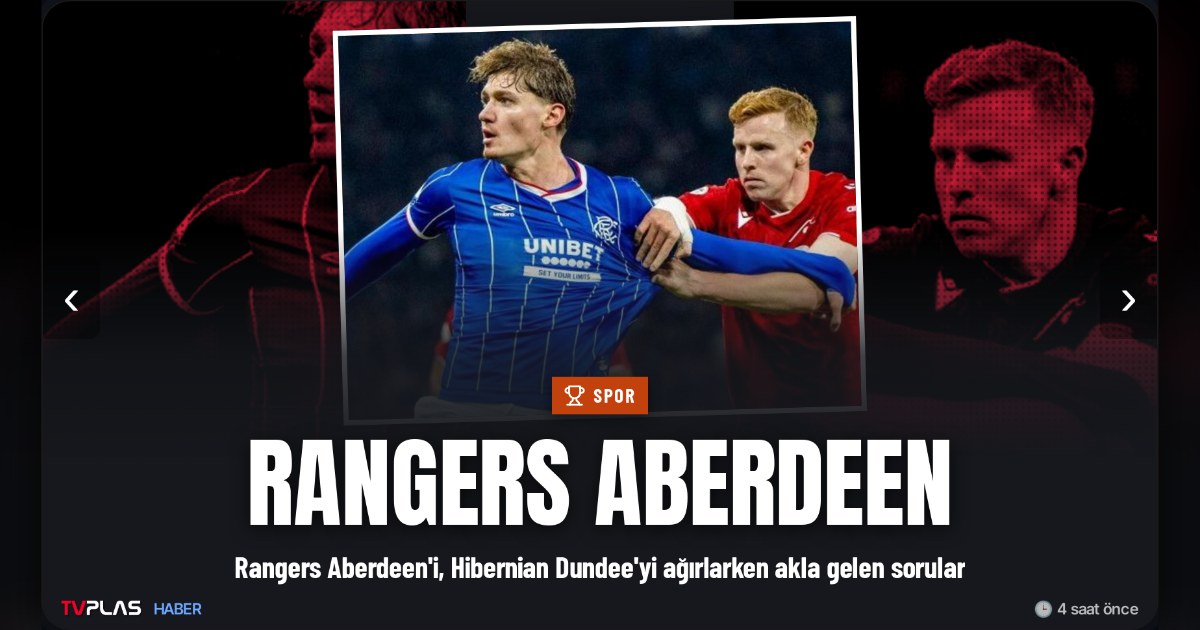 umbro
UNIBET
SET YOUR LIMITS
SPOR
RANGERS ABERDEEN
Rangers Aberdeen'i, Hibernian Dundee'yi ağırlarken akla gelen sorular
TVPLAS HABER
4 saat önce